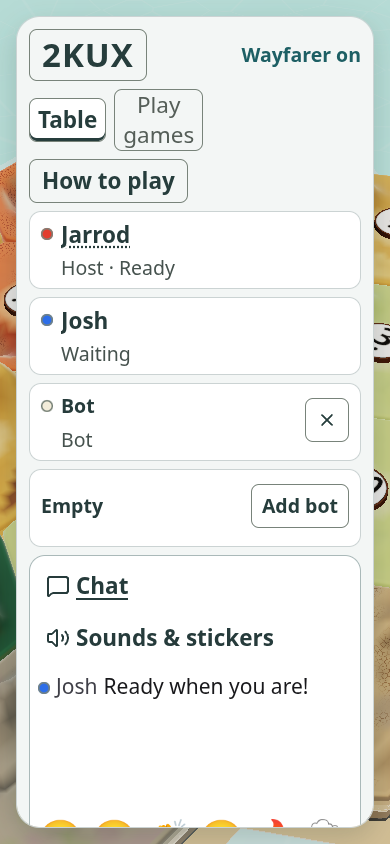 2KUX
Wayfarer on
Table
Play
games
How to play
Jarrod
Host · Ready
Josh
Waiting
Bot
Bot
Empty
Add bot
Chat
Sounds & stickers
Josh Ready when you are!